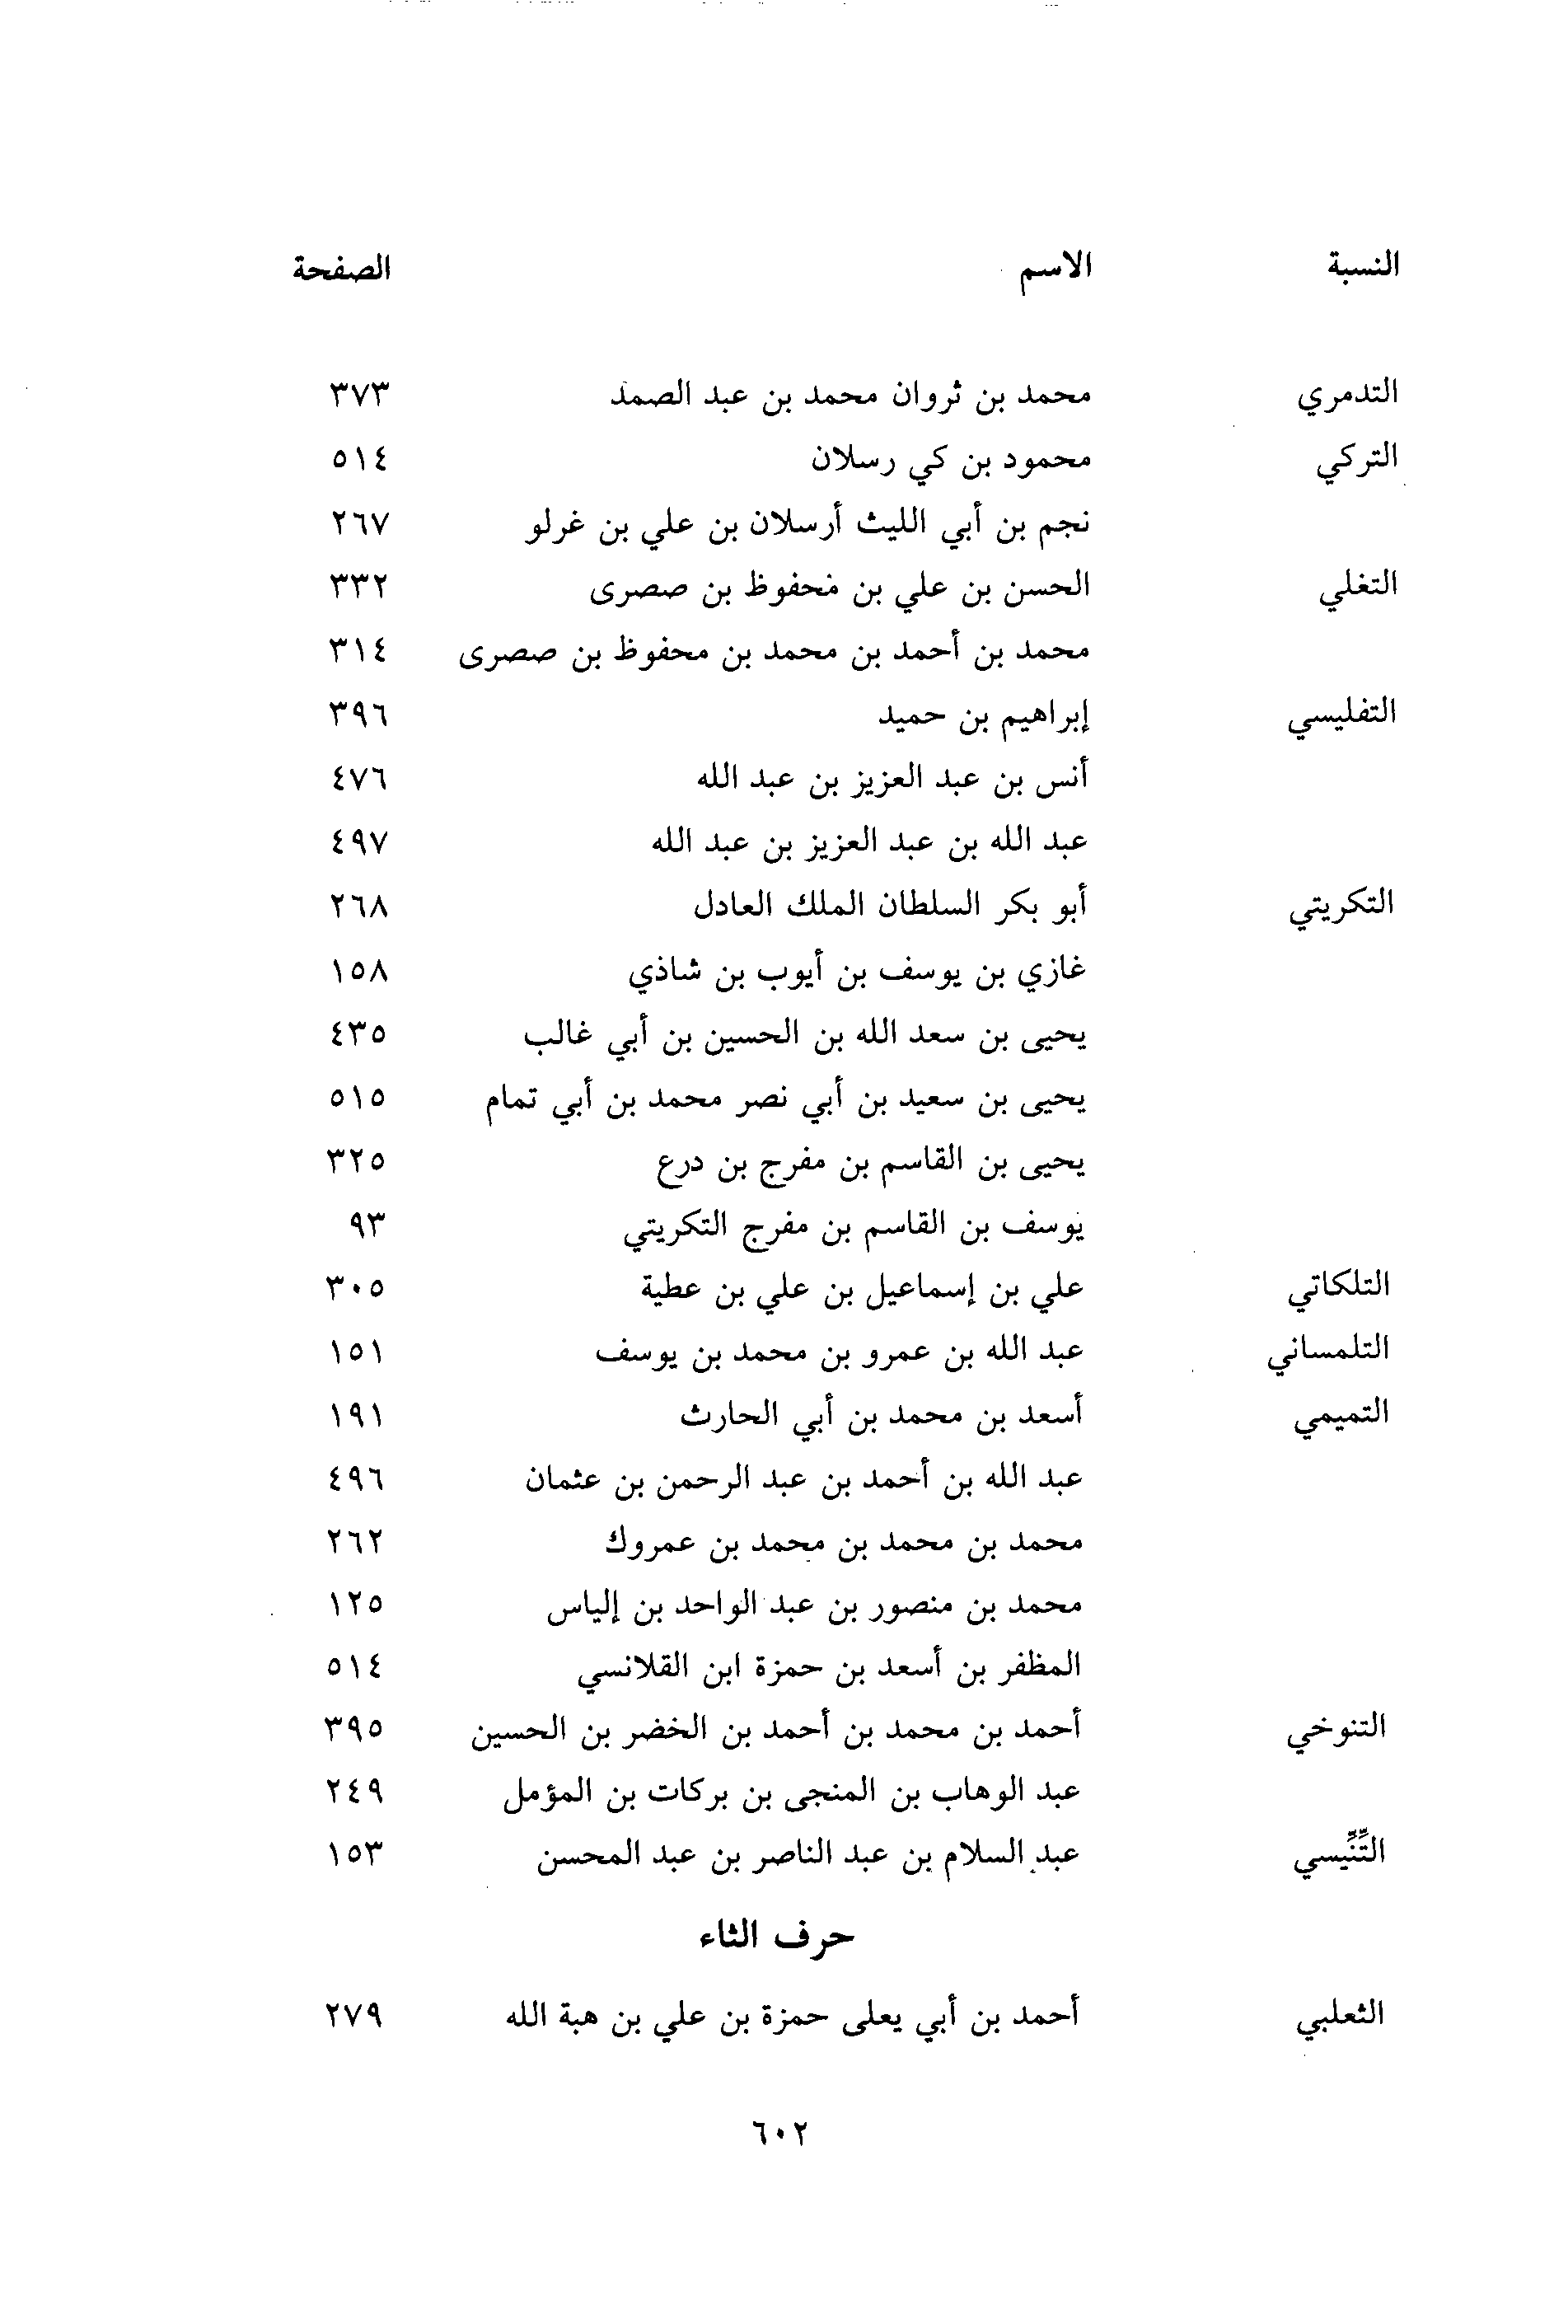 النسبة الاسم الصفحة
التدمري محمد بن ثروان محمد بن عبد الصمد ٣٧٣
التركي محمود بن كي رسلان ٥١٤
نجم بن أبي الليث أرسلان بن علي بن غرلو ٢٦٧
التغلي الحسن بن علي بن محفوظ بن صصرى ٣٣٢
محمد بن أحمد بن محمد بن محفوظ بن صصرى ٣١٤
التفليسي إبراهيم بن حميد ٣٩٦
أنس بن عبد العزيز بن عبد الله ٤٧٦
عبد الله بن عبد العزيز بن عبد الله ٤٩٧
التكريتي أبو بكر السلطان الملك العادل ٢٦٨
غازي بن يوسف بن أيوب بن شاذي ١٥٨
يحيى بن سعد الله بن الحسين بن أبي غالب ٤٣٥
يحيى بن سعيد بن أبي نصر محمد بن أبي تمام ٥١٥
يحيى بن القاسم بن مفرج بن درع ٣٢٥
يوسف بن القاسم بن مفرج التكريتي ٩٣
التلكاتي علي بن إسماعيل بن علي بن عطية ٣٠٥
التلمساني عبد الله بن عمرو بن محمد بن يوسف ١٥١
التميمي أسعد بن محمد بن أبي الحارث ١٩١
عبد الله بن أحمد بن عبد الرحمن بن عثمان ٤٩٦
محمد بن محمد بن محمد بن عمروك ٢٦٢
محمد بن منصور بن عبد الواحد بن إلياس ١٢٥
المظفر بن أسعد بن حمزة ابن القلانسي ٥١٤
التنوخي أحمد بن محمد بن أحمد بن الخضر بن الحسين ٣٩٥
عبد الوهاب بن المنجى بن بركات بن المؤمل ٢٤٩
التِّنِّيسي عبد السلام بن عبد الناصر بن عبد المحسن ١٥٣
حرف الثاء
الثعلبي أحمد بن أبي يعلى حمزة بن علي بن هبة الله ٢٧٩
٦٠٢